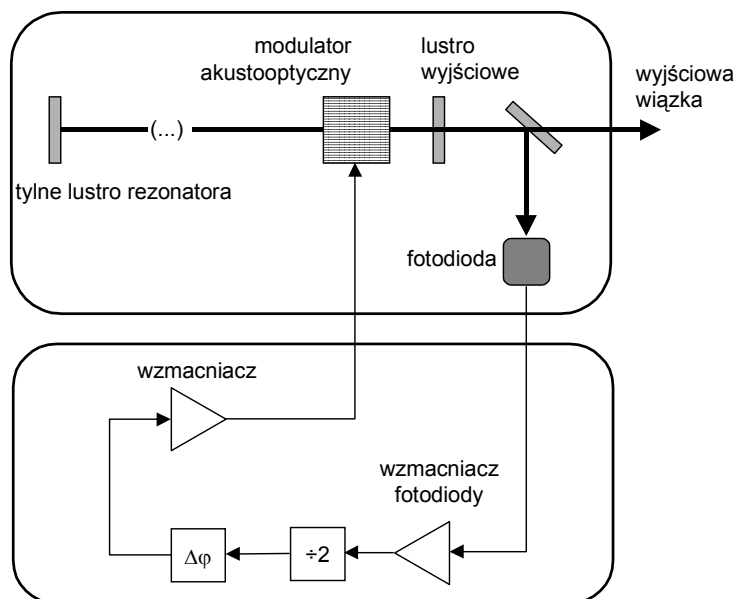 modulator
akustooptyczny
lustro
wyjściowe
wyjściowa
wiązka
(...)
tylne lustro rezonatora
fotodioda
wzmacniacz
wzmacniacz
fotodiody
Δφ
÷2